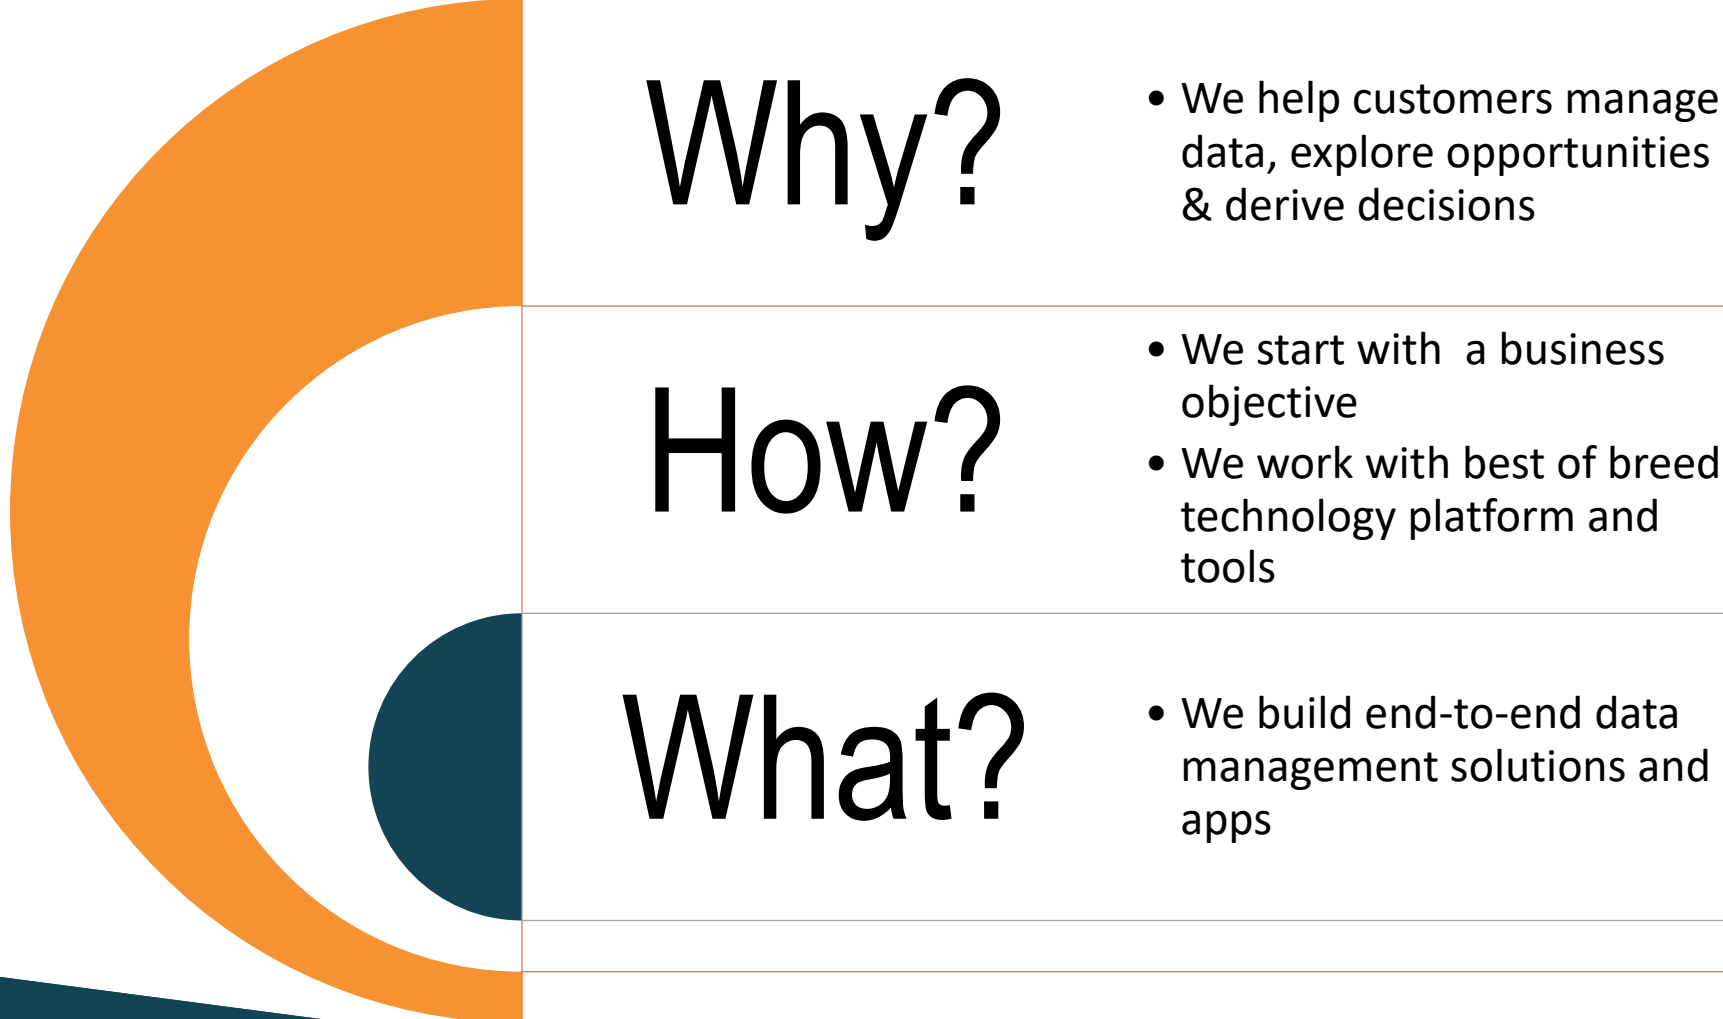 Why?
• We help customers manage
data, explore opportunities
& derive decisions
How?
• We start with  a business
objective
• We work with best of breed
technology platform and
tools
What?
• We build end-to-end data
management solutions and
apps